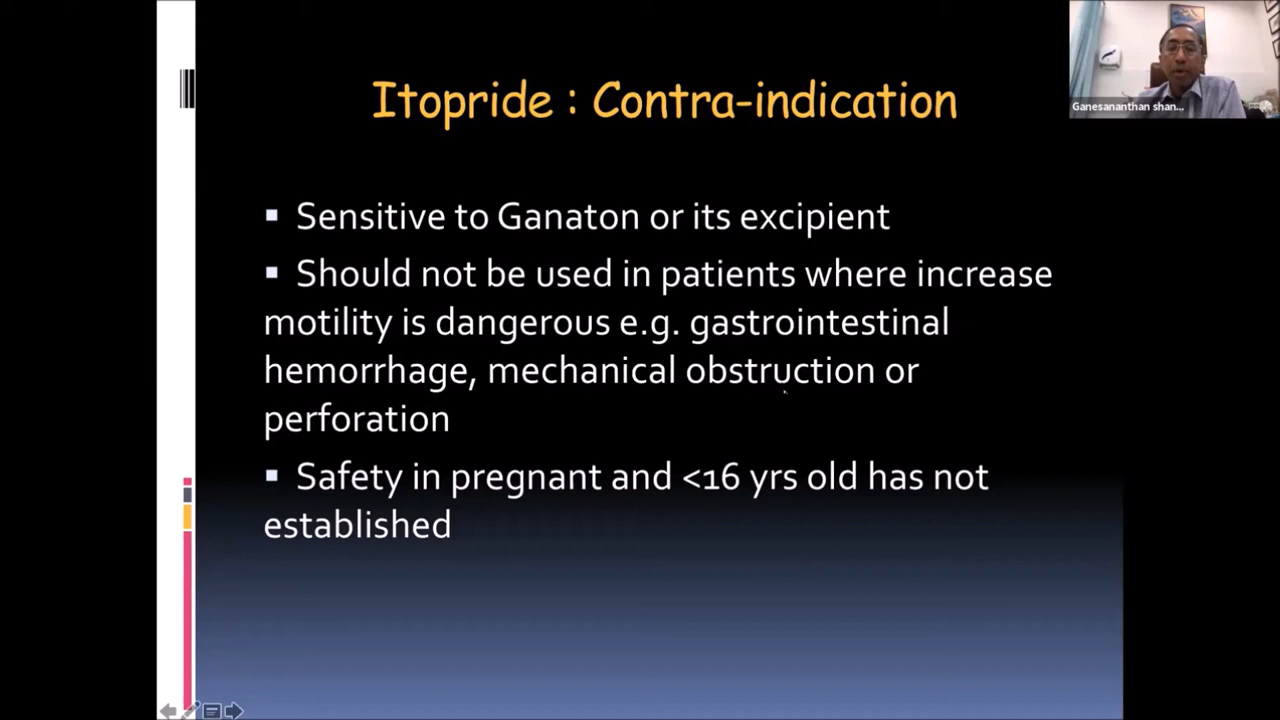 Itopride : Contra-indication
Ganesananthan shan...
▪ Sensitive to Ganaton or its excipient
▪ Should not be used in patients where increase
motility is dangerous e.g. gastrointestinal
hemorrhage, mechanical obstruction or
perforation
▪ Safety in pregnant and <16 yrs old has not
established